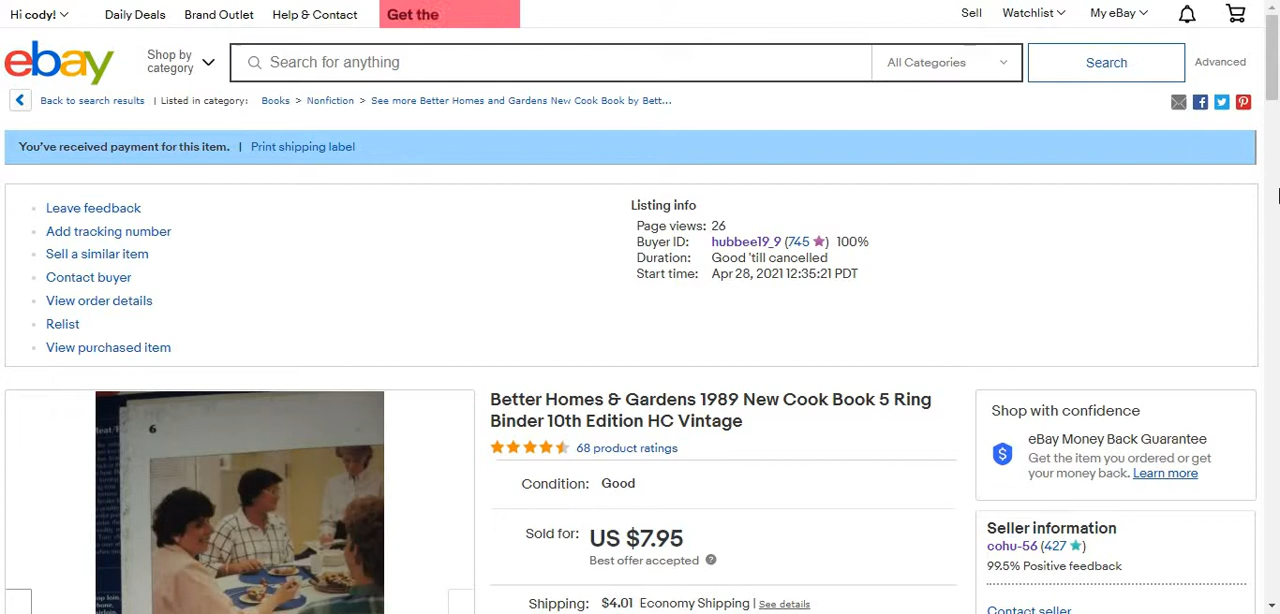 Hi cody!
Daily Deals
Brand Outlet
Help & Contact
Get the
Sell
Watchlist
My eBay
ebay
Shop by
category
Search for anything
All Categories
Search
Advanced
Back to search results | Listed in category: Books > Nonfiction > See more Better Homes and Gardens New Cook Book by Bett...
You've received payment for this item. | Print shipping label
Leave feedback
Add tracking number
Sell a similar item
Contact buyer
View order details
Relist
View purchased item
Listing info
Page views: 26
Buyer ID: hubbee19_9 (745 ) 100%
Duration: Good 'till cancelled
Start time: Apr 28, 2021 12:35:21 PDT
6
Better Homes & Gardens 1989 New Cook Book 5 Ring
Binder 10th Edition HC Vintage
68 product ratings
Condition: Good
Sold for: US $7.95
Best offer accepted ?
Shipping: $4.01 Economy Shipping | See details
Shop with confidence
eBay Money Back Guarantee
Get the item you ordered or get
your money back. Learn more
Seller information
cohu-56 (427 )
99.5% Positive feedback
Contact seller